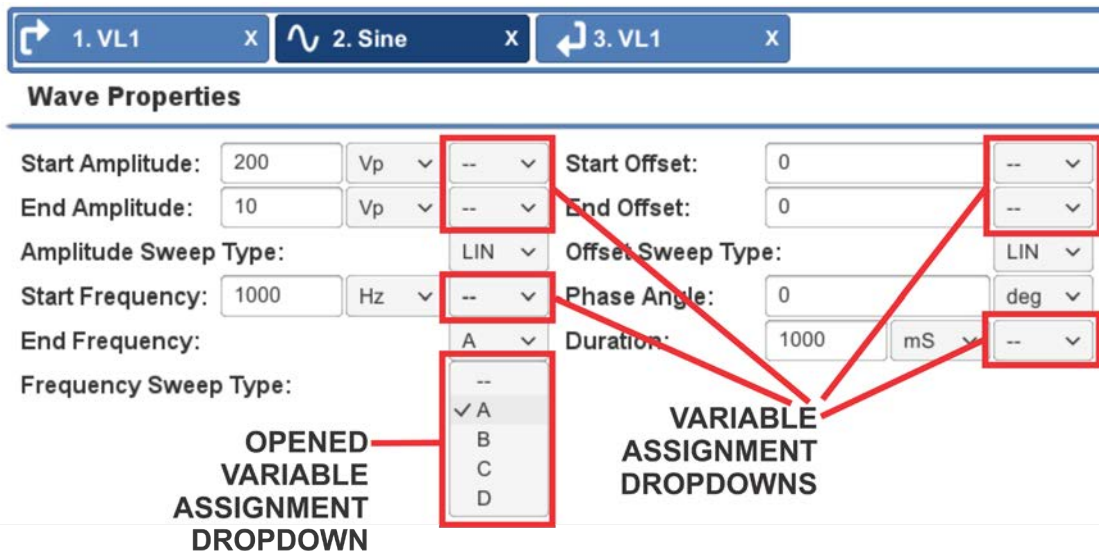 1. VL1 X 2. Sine X 3. VL1 X
Wave Properties
Start Amplitude: 200 Vp -- Start Offset: 0 --
End Amplitude: 10 Vp -- End Offset: 0 --
Amplitude Sweep Type: LIN Offset Sweep Type: LIN
Start Frequency: 1000 Hz -- Phase Angle: 0 deg
End Frequency: A Duration: 1000 mS --
Frequency Sweep Type: --
A
B
C
D
OPENED
VARIABLE
ASSIGNMENT
DROPDOWN
VARIABLE
ASSIGNMENT
DROPDOWNS